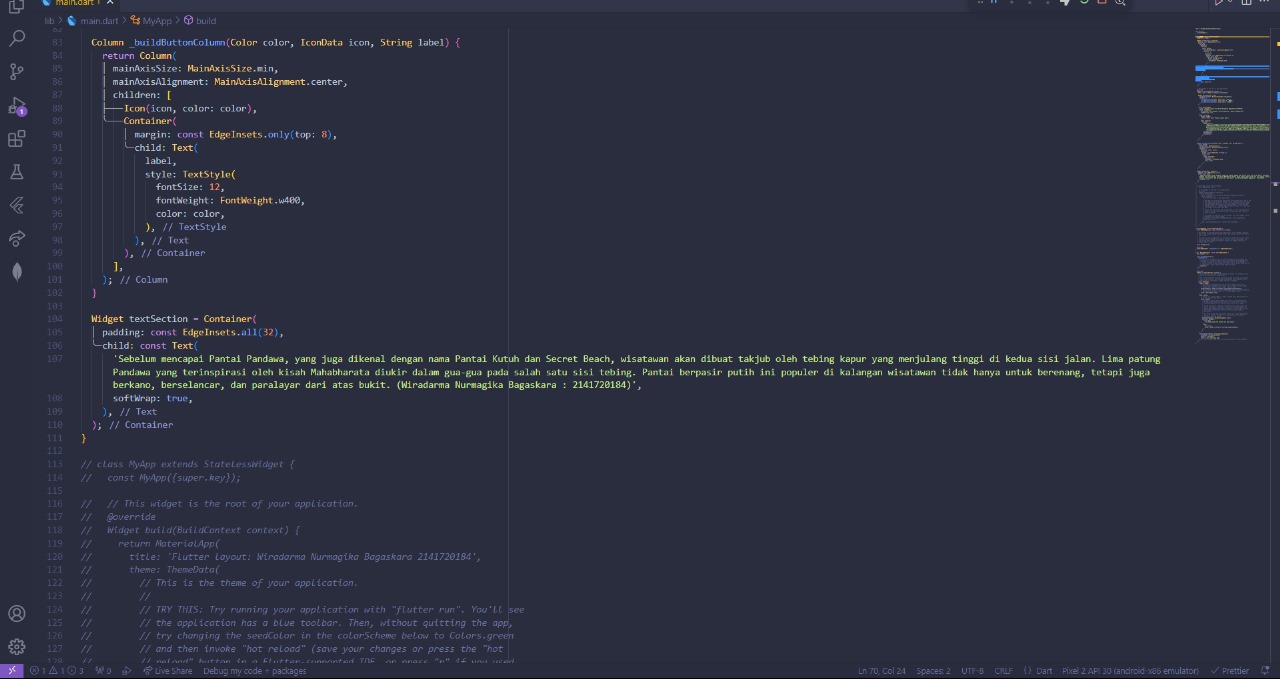 main.dart 1 ×
lib > main.dart > MyApp > build
83 Column _buildButtonColumn(Color color, IconData icon, String label) {
84 return Column(
85 mainAxisSize: MainAxisSize.min,
86 mainAxisAlignment: MainAxisAlignment.center,
87 children: [
88 Icon(icon, color: color),
89 Container(
90 margin: const EdgeInsets.only(top: 8),
91 child: Text(
92 label,
93 style: TextStyle(
94 fontSize: 12,
95 fontWeight: FontWeight.w400,
96 color: color,
97 ), // TextStyle
98 ), // Text
99 ), // Container
100 ],
101 ); // Column
102 }
103
104 Widget textSection = Container(
105 padding: const EdgeInsets.all(32),
106 child: const Text(
107 'Sebelum mencapai Pantai Pandawa, yang juga dikenal dengan nama Pantai Kutuh dan Secret Beach, wisatawan akan dibuat takjub oleh tebing kapur yang menjulang tinggi di kedua sisi jalan. Lima patung
Pandawa yang terinspirasi oleh kisah Mahabharata diukir dalam gua-gua pada salah satu sisi tebing. Pantai berpasir putih ini populer di kalangan wisatawan tidak hanya untuk berenang, tetapi juga
berkano, berselancar, dan paralayar dari atas bukit. (Wiradarma Nurmagika Bagaskara : 2141720184)',
108 softWrap: true,
109 ), // Text
110 ); // Container
111 }
112
113 // class MyApp extends StateLessWidget {
114 // const MyApp({super.key});
115
116 // // This widget is the root of your application.
117 // @override
118 // Widget build(BuildContext context) {
119 // return MaterialApp(
120 // title: 'Flutter layout: Wiradarma Nurmagika Bagaskara 2141720184',
121 // theme: ThemeData(
122 // // This is the theme of your application.
123 // //
124 // // TRY THIS: Try running your application with "flutter run". You'll see
125 // // the application has a blue toolbar. Then, without quitting the app,
126 // // try changing the seedColor in the colorScheme below to Colors.green
127 // // and then invoke "hot reload" (save your changes or press the "hot
128 // // reload" button in a Flutter-supported IDE, or press "r" if you used
1 1 3 0 Live Share Debug my code + packages Ln 70, Col 24 Spaces: 2 UTF-8 CRLF {} Dart Pixel 2 API 30 (android-x86 emulator) Prettier